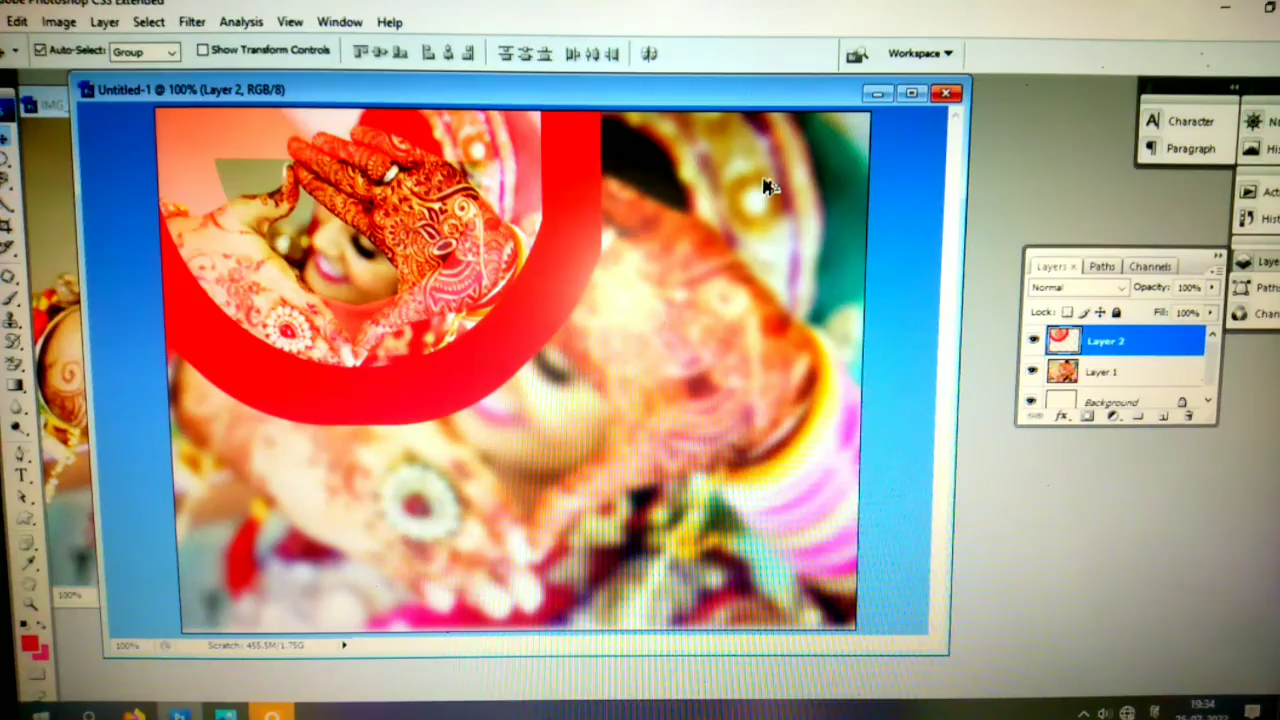 Adobe Photoshop CS3 Extended
Edit Image Layer Select Filter Analysis View Window Help
Auto-Select: Group Show Transform Controls Workspace
Untitled-1 @ 100% (Layer 2, RGB/8)
IMG_
Character
Paragraph
Layers × Paths Channels
Normal Opacity: 100%
Lock: Fill: 100%
Layer 2
Layer 1
Background
fx
100%
100% Scratch: 455.5M/1.75G
19:34